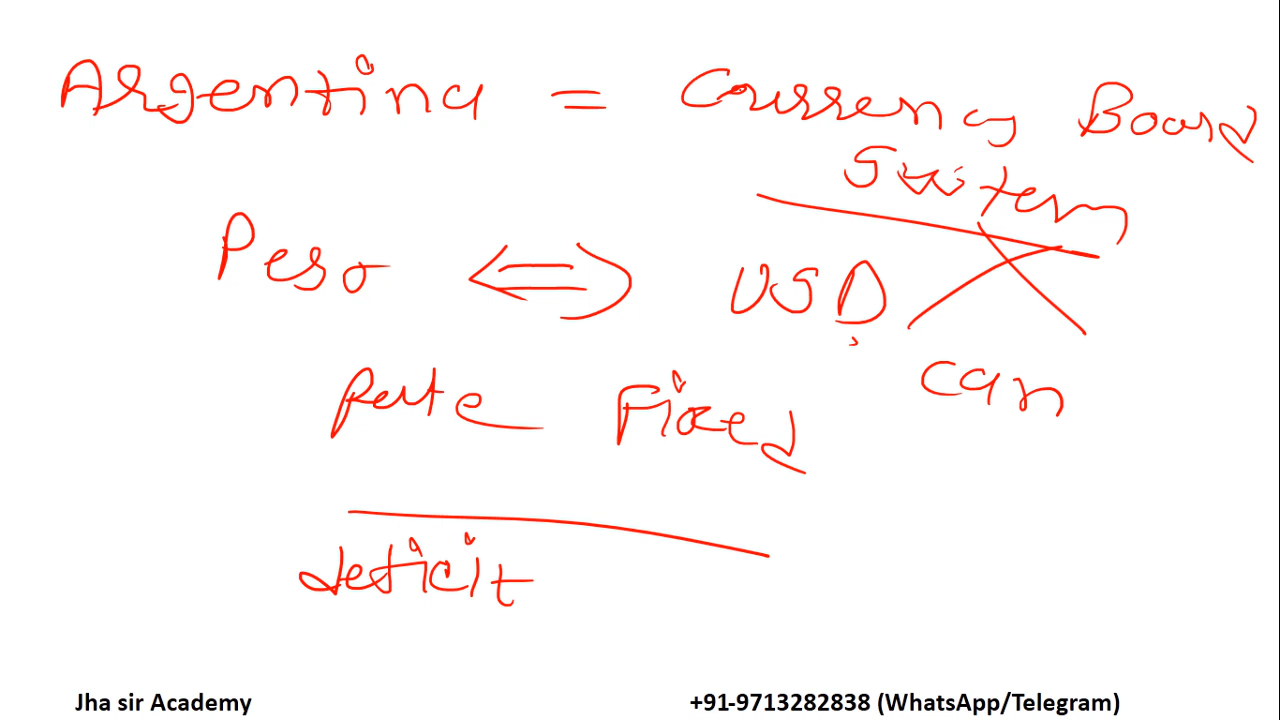 Argentina = Currency Board
System
Peso ⇔ USD
can
Rate Fixed
deficit
Jha sir Academy +91-9713282838 (WhatsApp/Telegram)